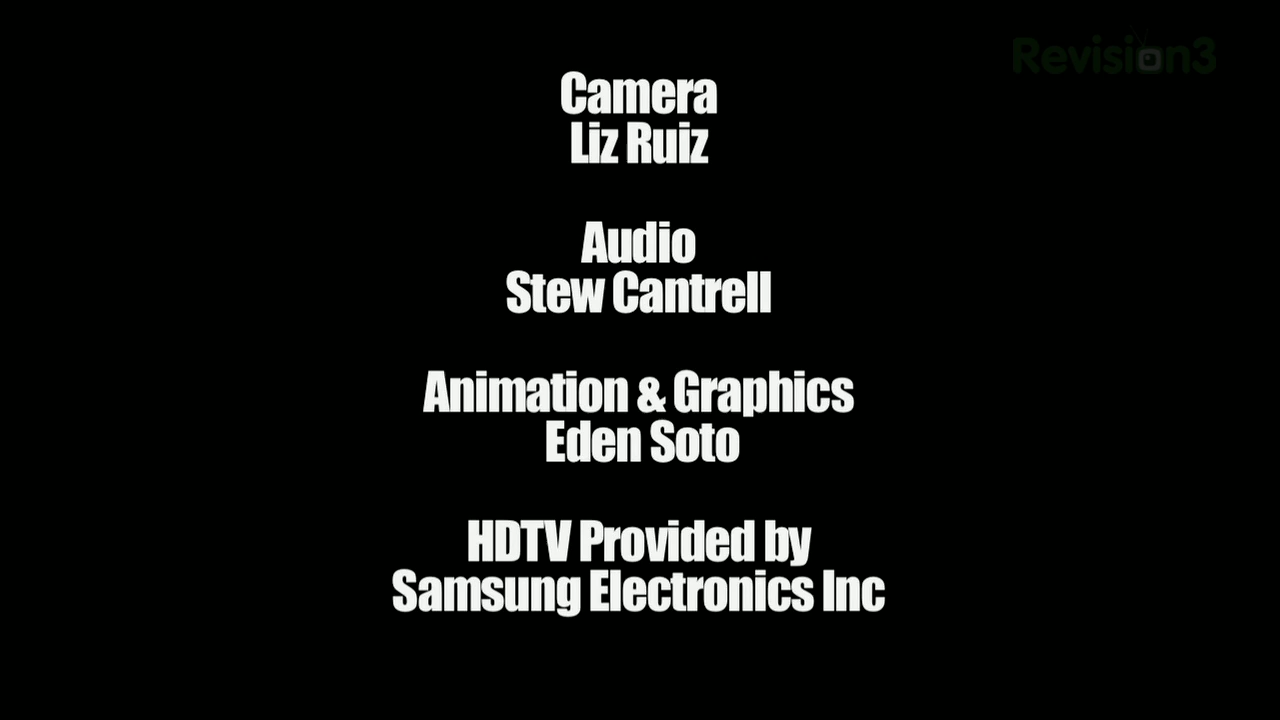 Revision3
Camera
Liz Ruiz
Audio
Stew Cantrell
Animation & Graphics
Eden Soto
HDTV Provided by
Samsung Electronics Inc